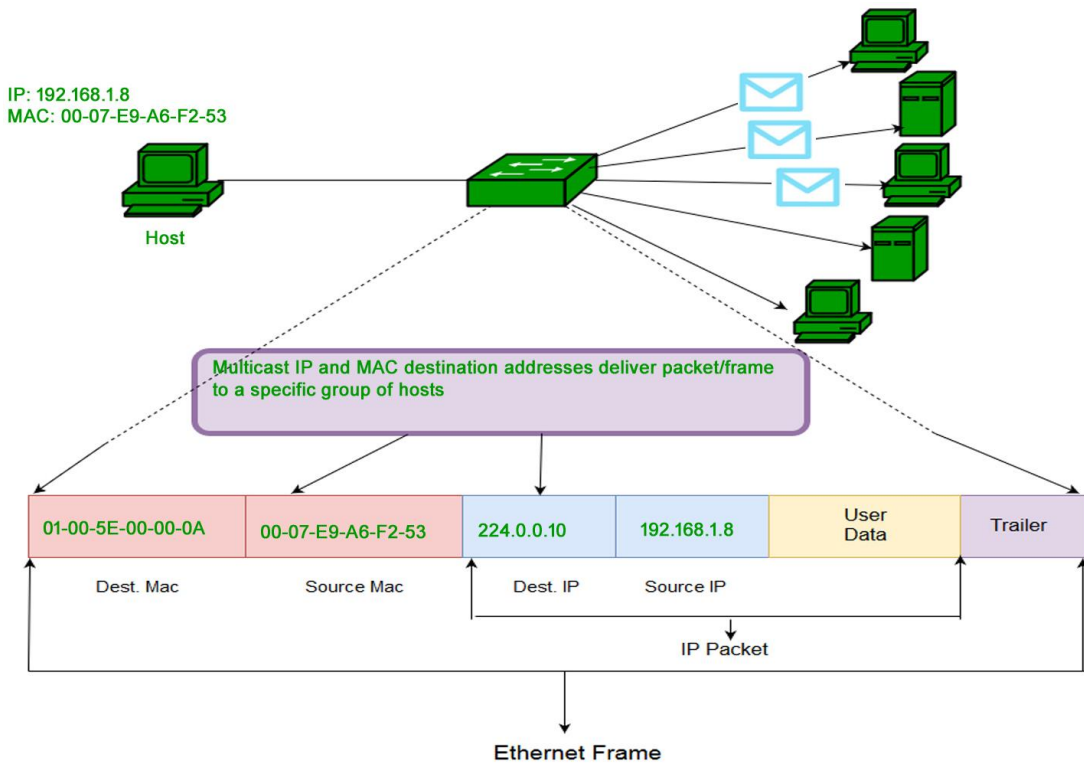 IP: 192.168.1.8
MAC: 00-07-E9-A6-F2-53
Host
Multicast IP and MAC destination addresses deliver packet/frame
to a specific group of hosts
01-00-5E-00-00-0A
00-07-E9-A6-F2-53
224.0.0.10
192.168.1.8
User
Data
Trailer
Dest. Mac
Source Mac
Dest. IP
Source IP
IP Packet
Ethernet Frame